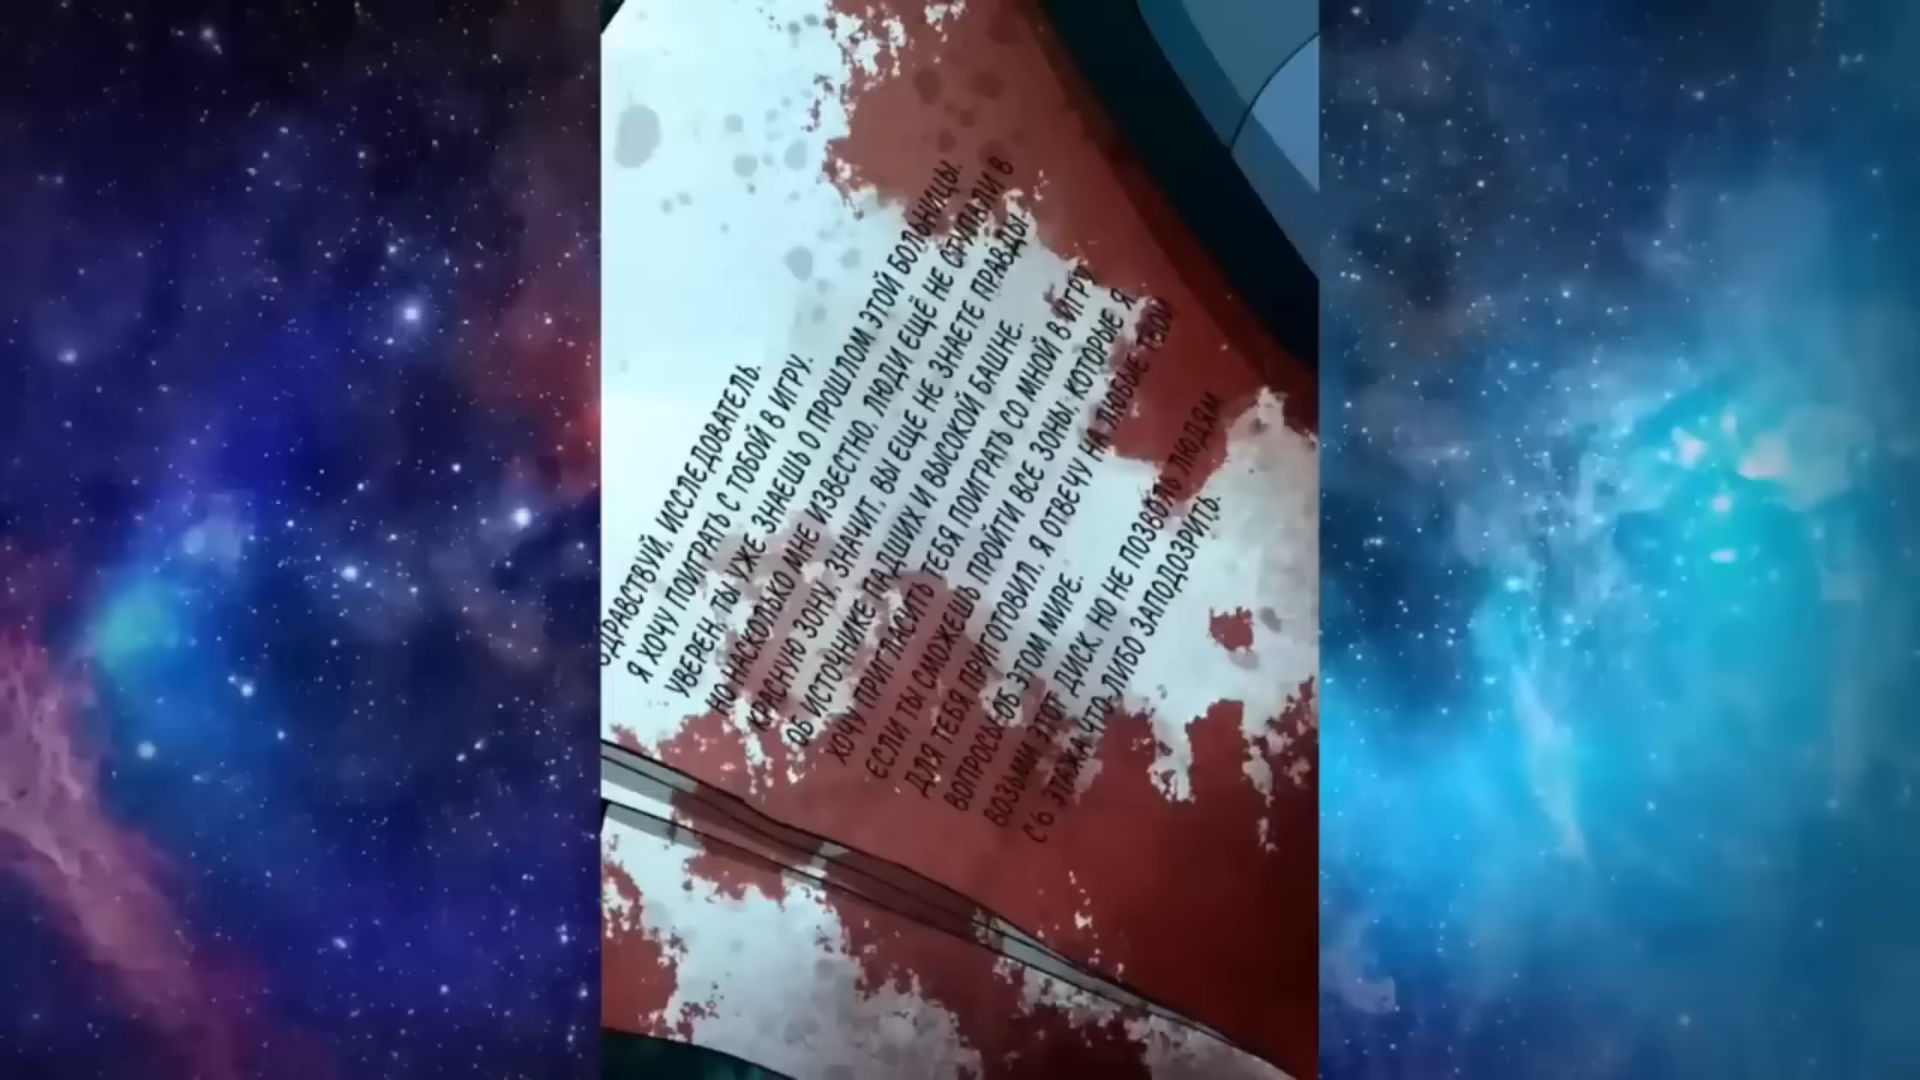 ЗДРАВСТВУЙ, ИССЛЕДОВАТЕЛЬ.
Я ХОЧУ ПОИГРАТЬ С ТОБОЙ В ИГРУ.
УВЕРЕН, ТЫ УЖЕ ЗНАЕШЬ О ПРОШЛОМ ЭТОЙ БОЛЬНИЦЫ.
НО НАСКОЛЬКО МНЕ ИЗВЕСТНО, ЛЮДИ ЕЩЁ НЕ СТУПАЛИ В
КРАСНУЮ ЗОНУ, ЗНАЧИТ, ВЫ ЕЩЕ НЕ ЗНАЕТЕ ПРАВДЫ
ОБ ИСТОЧНИКЕ ПАДШИХ И ВЫСОКОЙ БАШНЕ.
ХОЧУ ПРИГЛАСИТЬ ТЕБЯ ПОИГРАТЬ СО МНОЙ В ИГРУ
ЕСЛИ ТЫ СМОЖЕШЬ ПРОЙТИ ВСЕ ЗОНЫ, КОТОРЫЕ Я
ДЛЯ ТЕБЯ ПРИГОТОВИЛ, Я ОТВЕЧУ НА ЛЮБЫЕ ТВОИ
ВОПРОСЫ ОБ ЭТОМ МИРЕ.
ВОЗЬМИ ЭТОТ ДИСК, НО НЕ ПОЗВОЛЬ ЛЮДЯМ
С 6 ЭТАЖА ЧТО-ЛИБО ЗАПОДОЗРИТЬ.